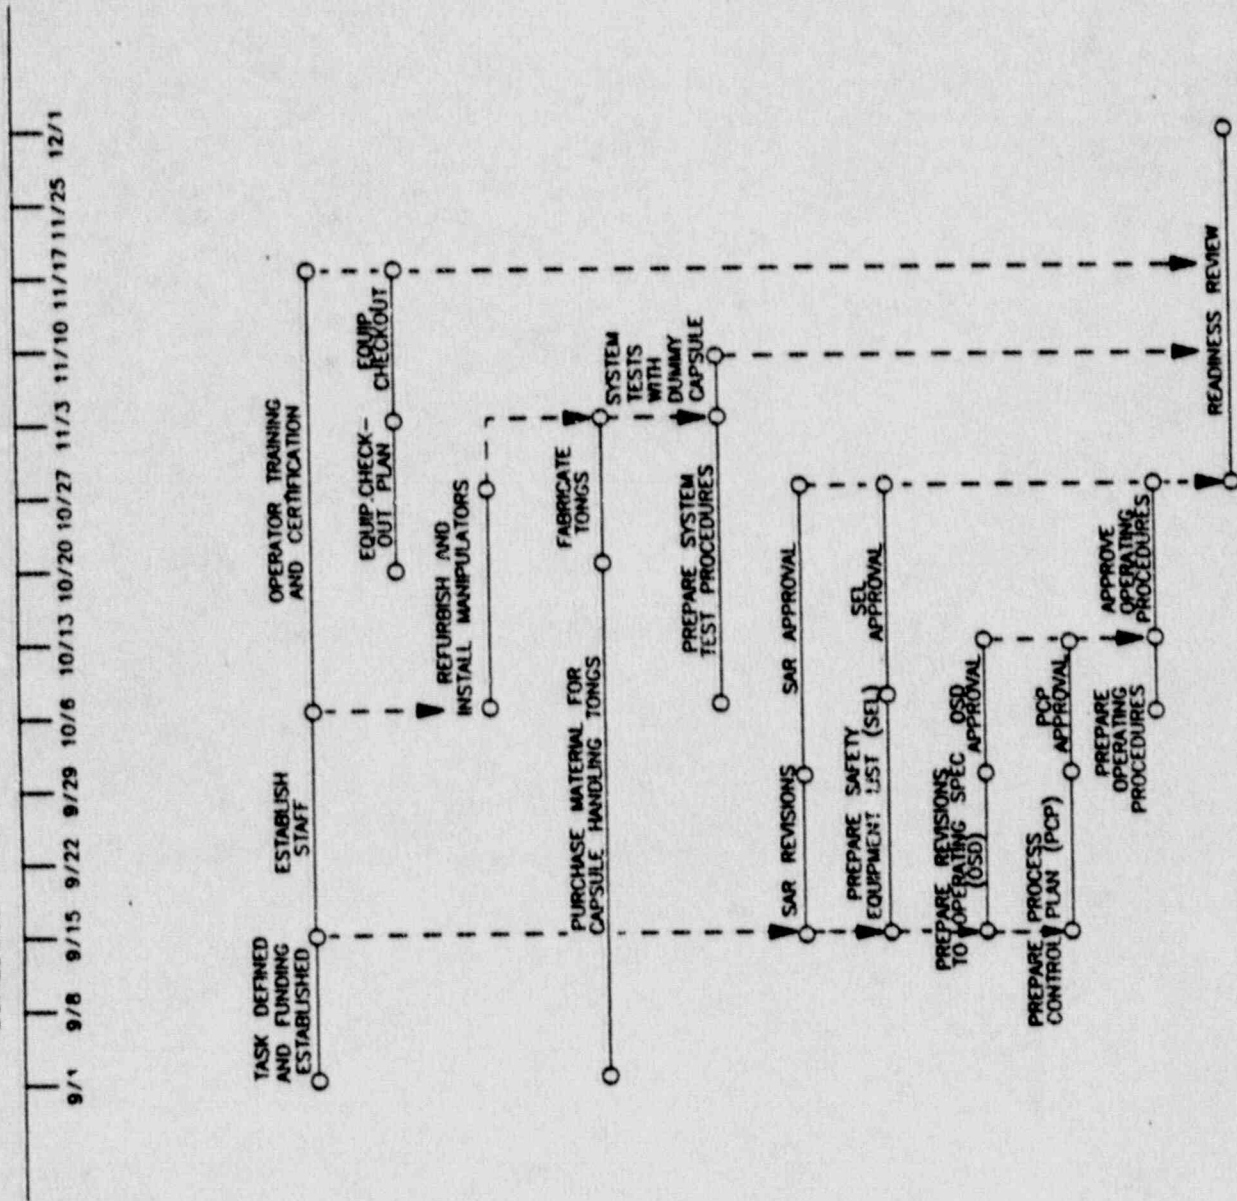 9/1 9/8 9/15 9/22 9/29 10/6 10/13 10/20 10/27 11/3 11/10 11/17 11/25 12/1
TASK DEFINED
AND FUNDING
ESTABLISHED
ESTABLISH
STAFF
OPERATOR TRAINING
AND CERTIFICATION
EQUIP.CHECK-
OUT PLAN
EQUIP
CHECKOUT
REFURBISH AND
INSTALL MANIPULATORS
PURCHASE MATERIAL FOR
CAPSULE HANDLING TONGS
FABRICATE
TONGS
SYSTEM
TESTS
WITH
DUMMY
CAPSULE
PREPARE SYSTEM
TEST PROCEDURES
SAR REVISIONS
SAR APPROVAL
PREPARE SAFETY
EQUIPMENT LIST (SEL)
SEL
APPROVAL
PREPARE REVISIONS
TO OPERATING SPEC
(OSD)
OSD
APPROVAL
PREPARE PROCESS
CONTROL PLAN (PCP)
PCP
APPROVAL
PREPARE
OPERATING
PROCEDURES
APPROVE
OPERATING
PROCEDURES
READINESS REVIEW